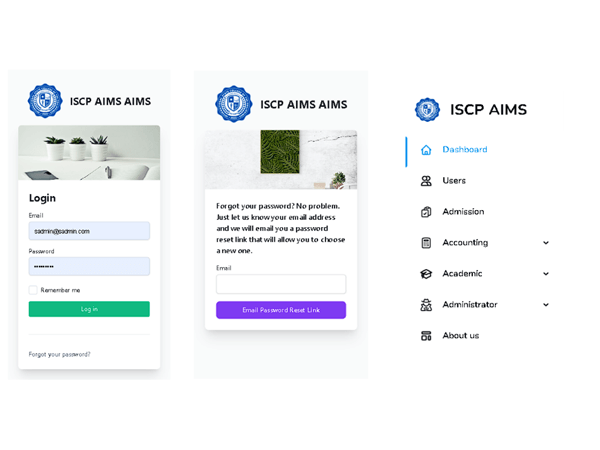 ISCP AIMS AIMS
Login
Email
sadmin@sadmin.com
Password
Remember me
Log in
Forgot your password?
ISCP AIMS AIMS
Forgot your password? No problem.
Just let us know your email address
and we will email you a password
reset link that will allow you to choose
a new one.
Email
Email Password Reset Link
ISCP AIMS
Dashboard
Users
Admission
Accounting
Academic
Administrator
About us